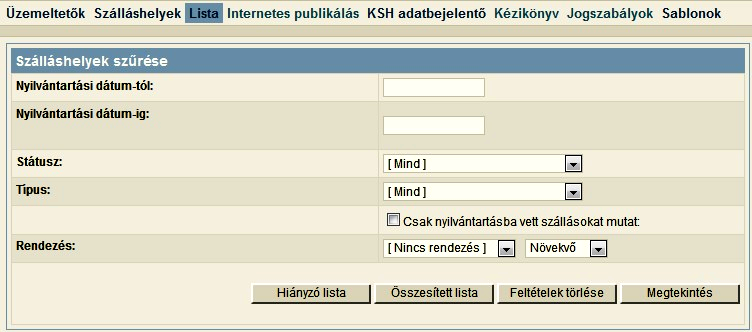 Üzemeltetők Szálláshelyek Lista Internetes publikálás KSH adatbejelentő Kézikönyv Jogszabályok Sablonok
Szálláshelyek szűrése
Nyilvántartási dátum-tól:
Nyilvántartási dátum-ig:
Státusz: [ Mind ]
Típus: [ Mind ]
Csak nyilvántartásba vett szállásokat mutat:
Rendezés: [ Nincs rendezés ] Növekvő
Hiányzó lista Összesített lista Feltételek törlése Megtekintés